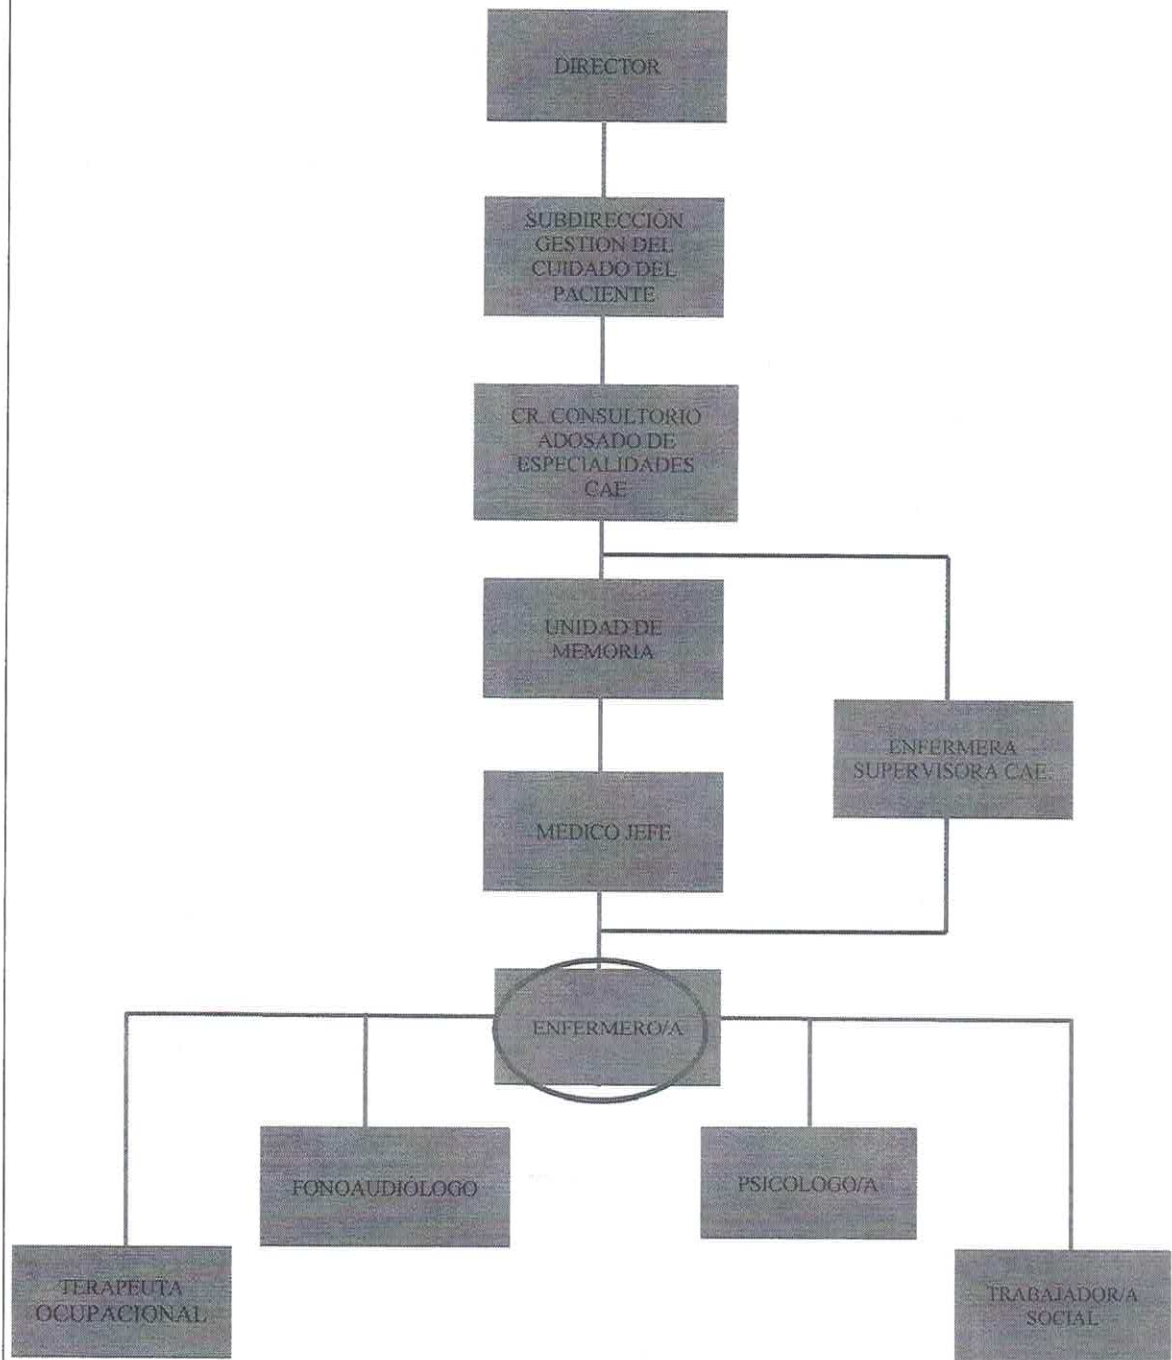 DIRECTOR
SUBDIRECCIÓN
GESTION DEL
CUIDADO DEL
PACIENTE
CR. CONSULTORIO
ADOSADO DE
ESPECIALIDADES
CAE
UNIDAD DE
MEMORIA
ENFERMERA
SUPERVISORA CAE.
MEDICO JEFE
ENFERMERO/A
FONOAUDIÓLOGO
PSICOLOGO/A
TERAPEUTA
OCUPACIONAL
TRABAJADOR/A
SOCIAL